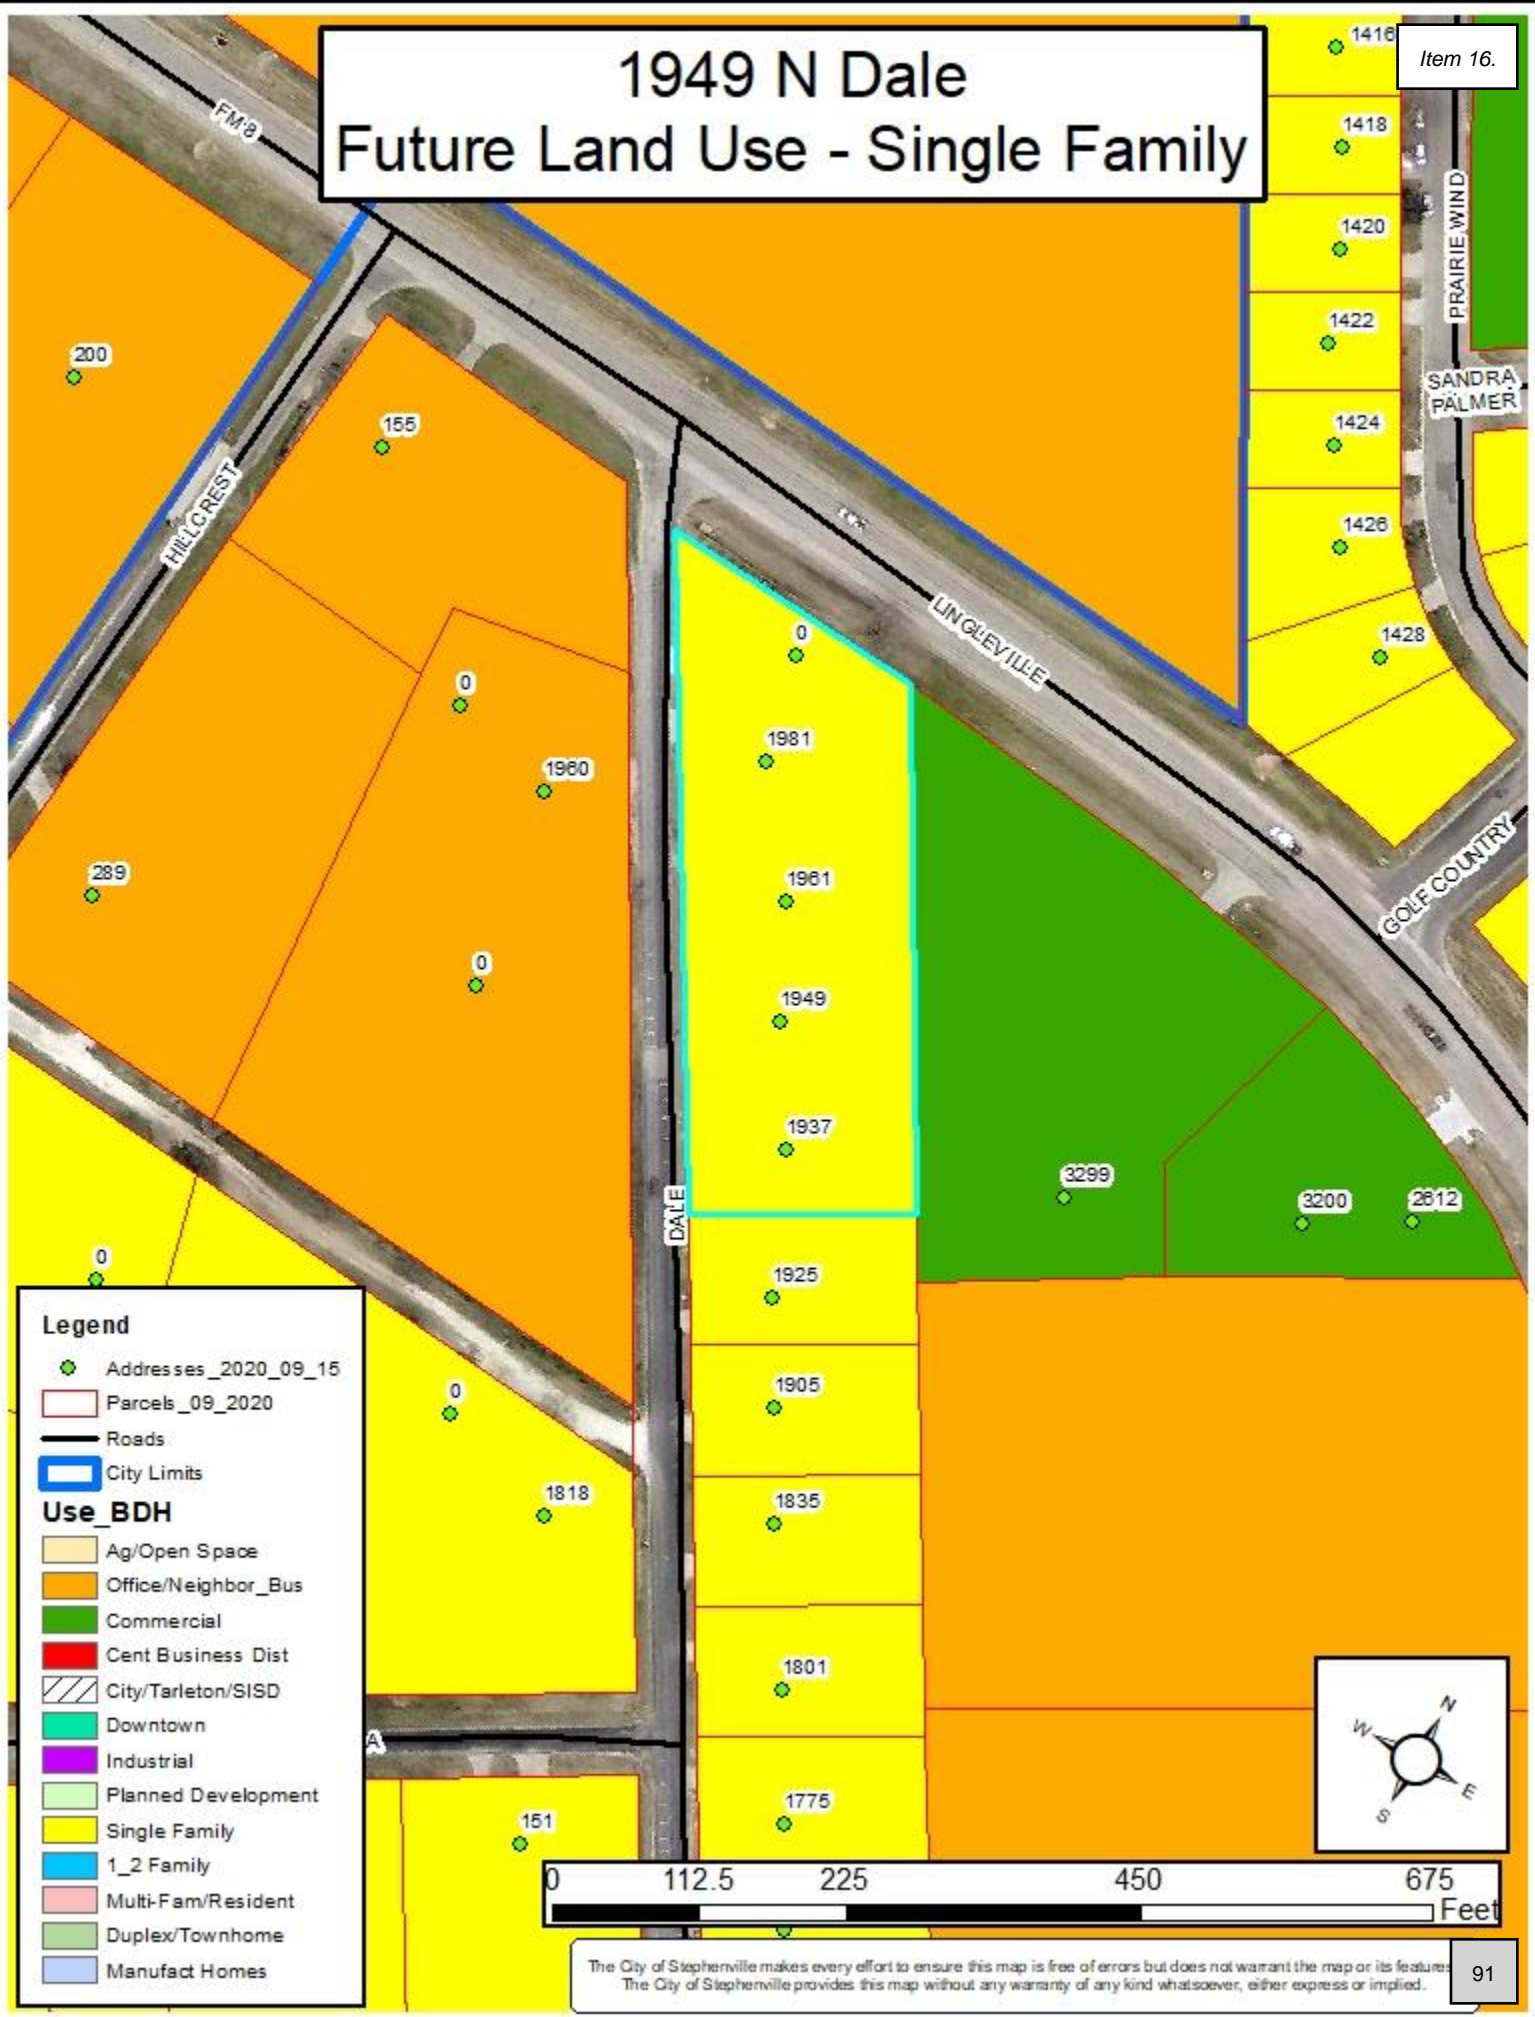 1949 N Dale
Future Land Use - Single Family
Item 16.
1416
1418
1420
1422
1424
1426
1428
PRAIRIE WIND
SANDRA
PALMER
FM 8
200
155
HILLCREST
LINGLEVILLE
GOLF COUNTRY
0
0
1981
1960
1961
289
0
1949
1937
DALE
3299
3200
2612
0
1925
1905
0
1835
1818
1801
A
1775
151
Legend
Addresses_2020_09_15
Parcels_09_2020
Roads
City Limits
Use_BDH
Ag/Open Space
Office/Neighbor_Bus
Commercial
Cent Business Dist
City/Tarleton/SISD
Downtown
Industrial
Planned Development
Single Family
1_2 Family
Multi-Fam/Resident
Duplex/Townhome
Manufact Homes
N
W
E
S
0 112.5 225 450 675
Feet
The City of Stephenville makes every effort to ensure this map is free of errors but does not warrant the map or its features
The City of Stephenville provides this map without any warranty of any kind whatsoever, either express or implied.
91